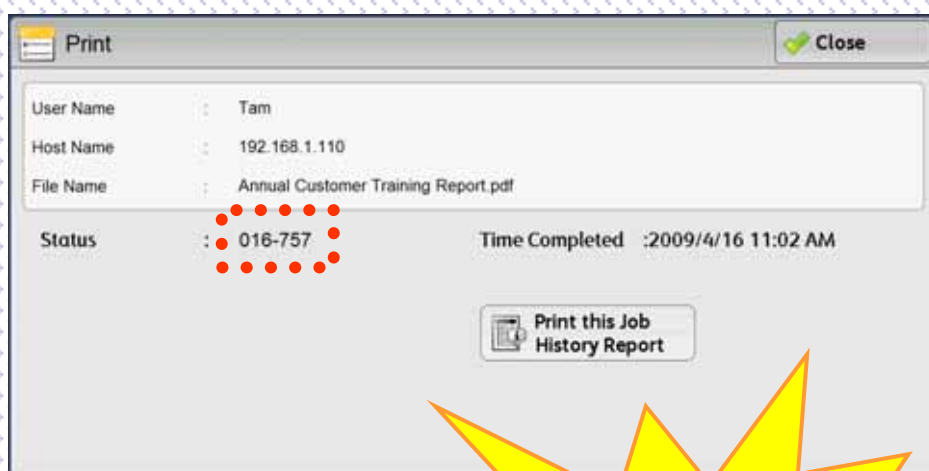 Print
Close
User Name : Tam
Host Name : 192.168.1.110
File Name : Annual Customer Training Report.pdf
Status : 016-757 Time Completed :2009/4/16 11:02 AM
Print this Job
History Report